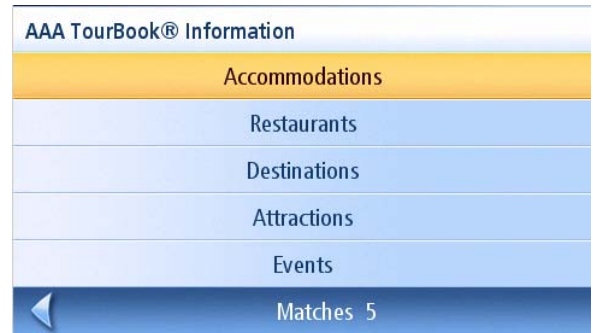 AAA TourBook® Information
Accommodations
Restaurants
Destinations
Attractions
Events
Matches 5